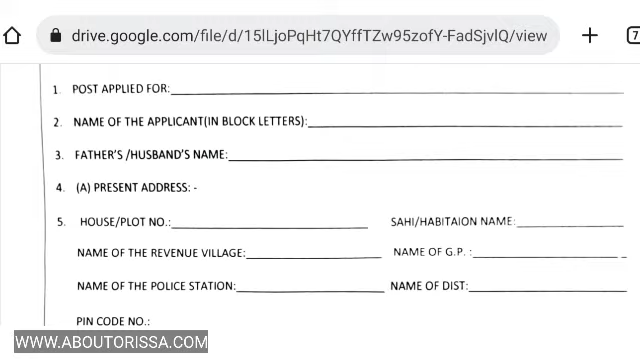 drive.google.com/file/d/15lLjoPqHt7QYffTZw95zofY-FadSjvlQ/view
7
1. POST APPLIED FOR:
2. NAME OF THE APPLICANT(IN BLOCK LETTERS):
3. FATHER'S /HUSBAND'S NAME:
4. (A) PRESENT ADDRESS: -
5. HOUSE/PLOT NO.: SAHI/HABITAION NAME:
NAME OF THE REVENUE VILLAGE: NAME OF G.P. :
NAME OF THE POLICE STATION: NAME OF DIST:
PIN CODE NO.:
WWW.ABOUTORISSA.COM